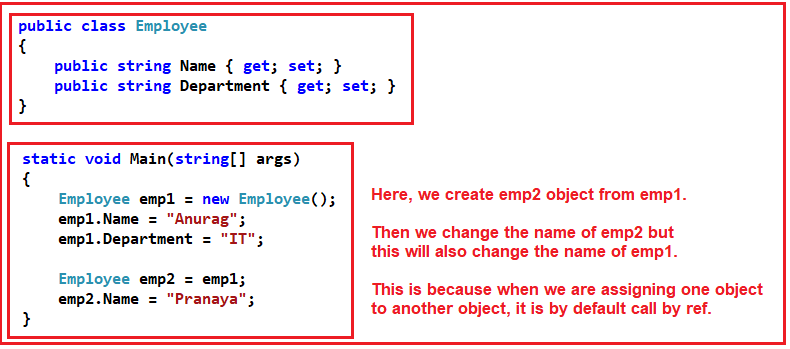 public class Employee
{
    public string Name { get; set; }
    public string Department { get; set; }
}
static void Main(string[] args)
{
    Employee emp1 = new Employee();
    emp1.Name = "Anurag";
    emp1.Department = "IT";
    Employee emp2 = emp1;
    emp2.Name = "Pranaya";
}
Here, we create emp2 object from emp1.
Then we change the name of emp2 but
this will also change the name of emp1.
This is because when we are assigning one object
to another object, it is by default call by ref.